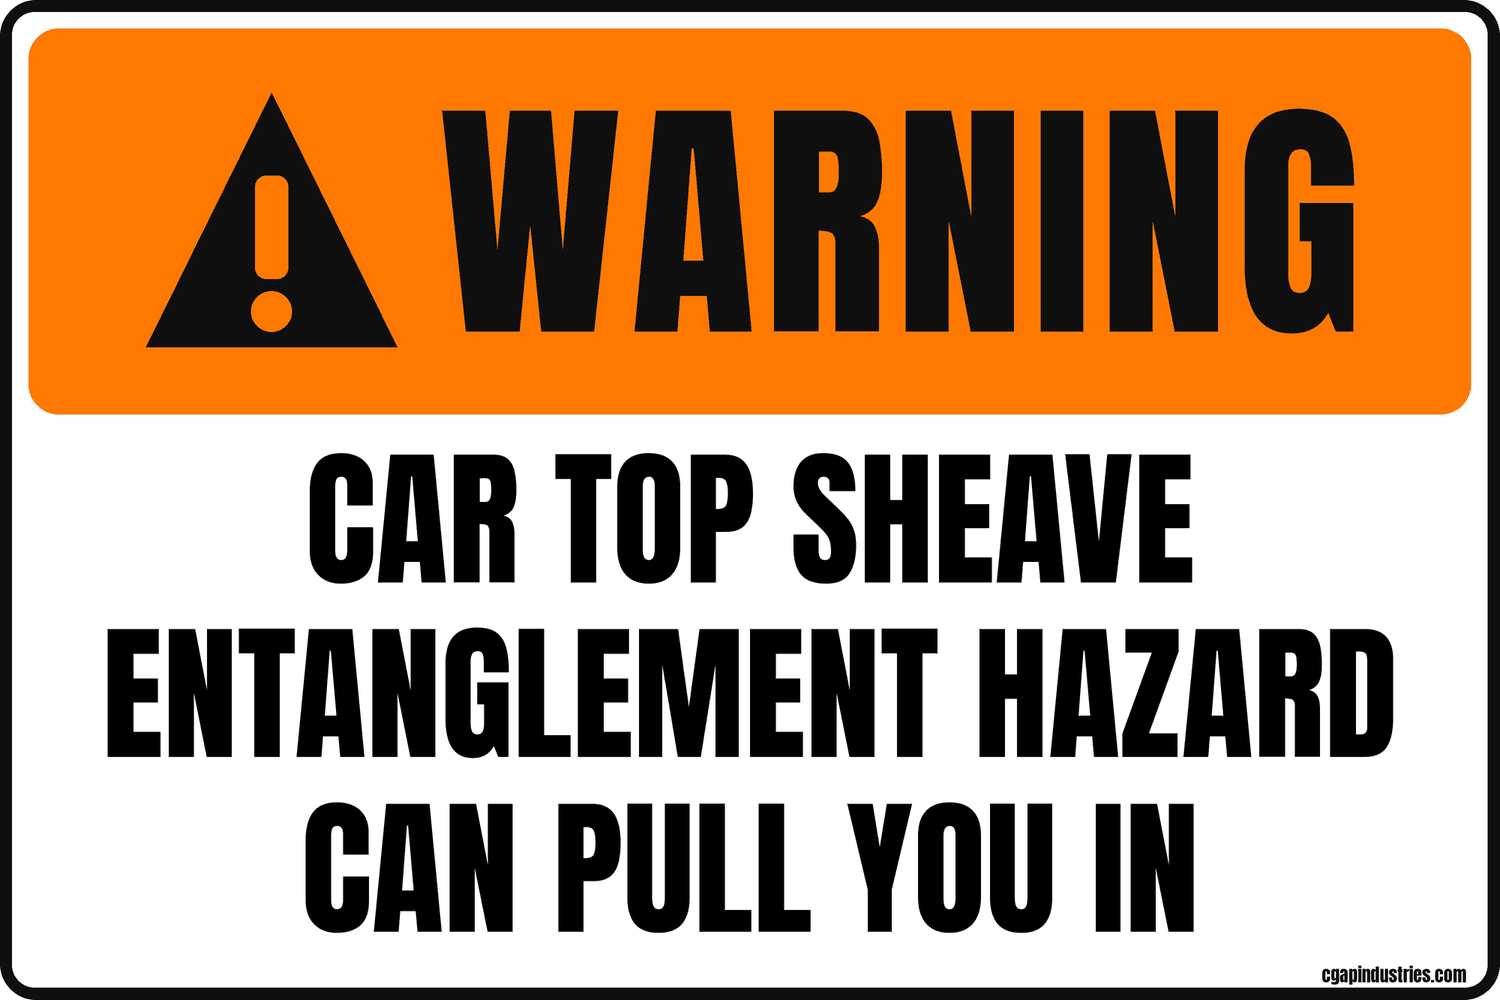 WARNING
CAR TOP SHEAVE
ENTANGLEMENT HAZARD
CAN PULL YOU IN
cgapindustries.com